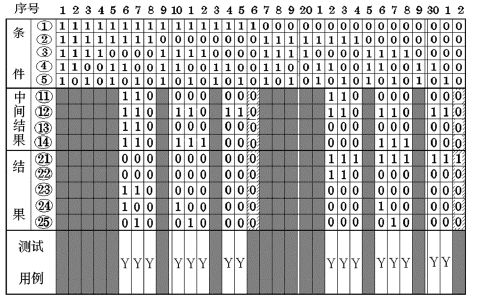 序号 1 2 3 4 5 6 7 8 9 10 1 2 3 4 5 6 7 8 9 20 1 2 3 4 5 6 7 8 9 30 1 2
条 ① 1 1 1 1 1 1 1 1 1 1 1 1 1 1 1 1 0 0 0 0 0 0 0 0 0 0 0 0 0 0 0 0
② 1 1 1 1 1 1 1 1 0 0 0 0 0 0 0 0 1 1 1 1 1 1 1 1 0 0 0 0 0 0 0 0
③ 1 1 1 1 0 0 0 0 1 1 1 1 0 0 0 0 1 1 1 1 0 0 0 0 1 1 1 1 0 0 0 0
件 ④ 1 1 0 0 1 1 0 0 1 1 0 0 1 1 0 0 1 1 0 0 1 1 0 0 1 1 0 0 1 1 0 0
⑤ 1 0 1 0 1 0 1 0 1 0 1 0 1 0 1 0 1 0 1 0 1 0 1 0 1 0 1 0 1 0 1 0
中间结果 ⑪ 1 1 0 0 0 0 0 0 0 1 1 0 0 0 0 0 0 0
⑫ 1 1 0 1 1 0 1 1 0 1 1 0 1 1 0 1 1 0
⑬ 0 0 0 0 0 0 0 0 0 0 0 0 0 0 0 0 0 0
⑭ 1 1 0 1 1 1 0 0 0 0 0 0 1 1 0 0 0 0
结 ㉑ 0 0 0 0 0 0 0 0 0 1 1 1 1 1 1 1 1 1
㉒ 0 0 0 0 0 0 0 0 0 1 1 0 0 0 0 0 0 0
㉓ 1 1 0 0 0 0 0 0 0 0 0 0 0 0 0 0 0 0
果 ㉔ 1 0 0 1 0 0 0 0 0 0 0 0 1 0 0 0 0 0
㉕ 0 1 0 0 1 0 0 0 0 0 0 0 0 1 0 0 0 0
测试
用例 Y Y Y Y Y Y Y Y Y Y Y Y Y Y Y Y